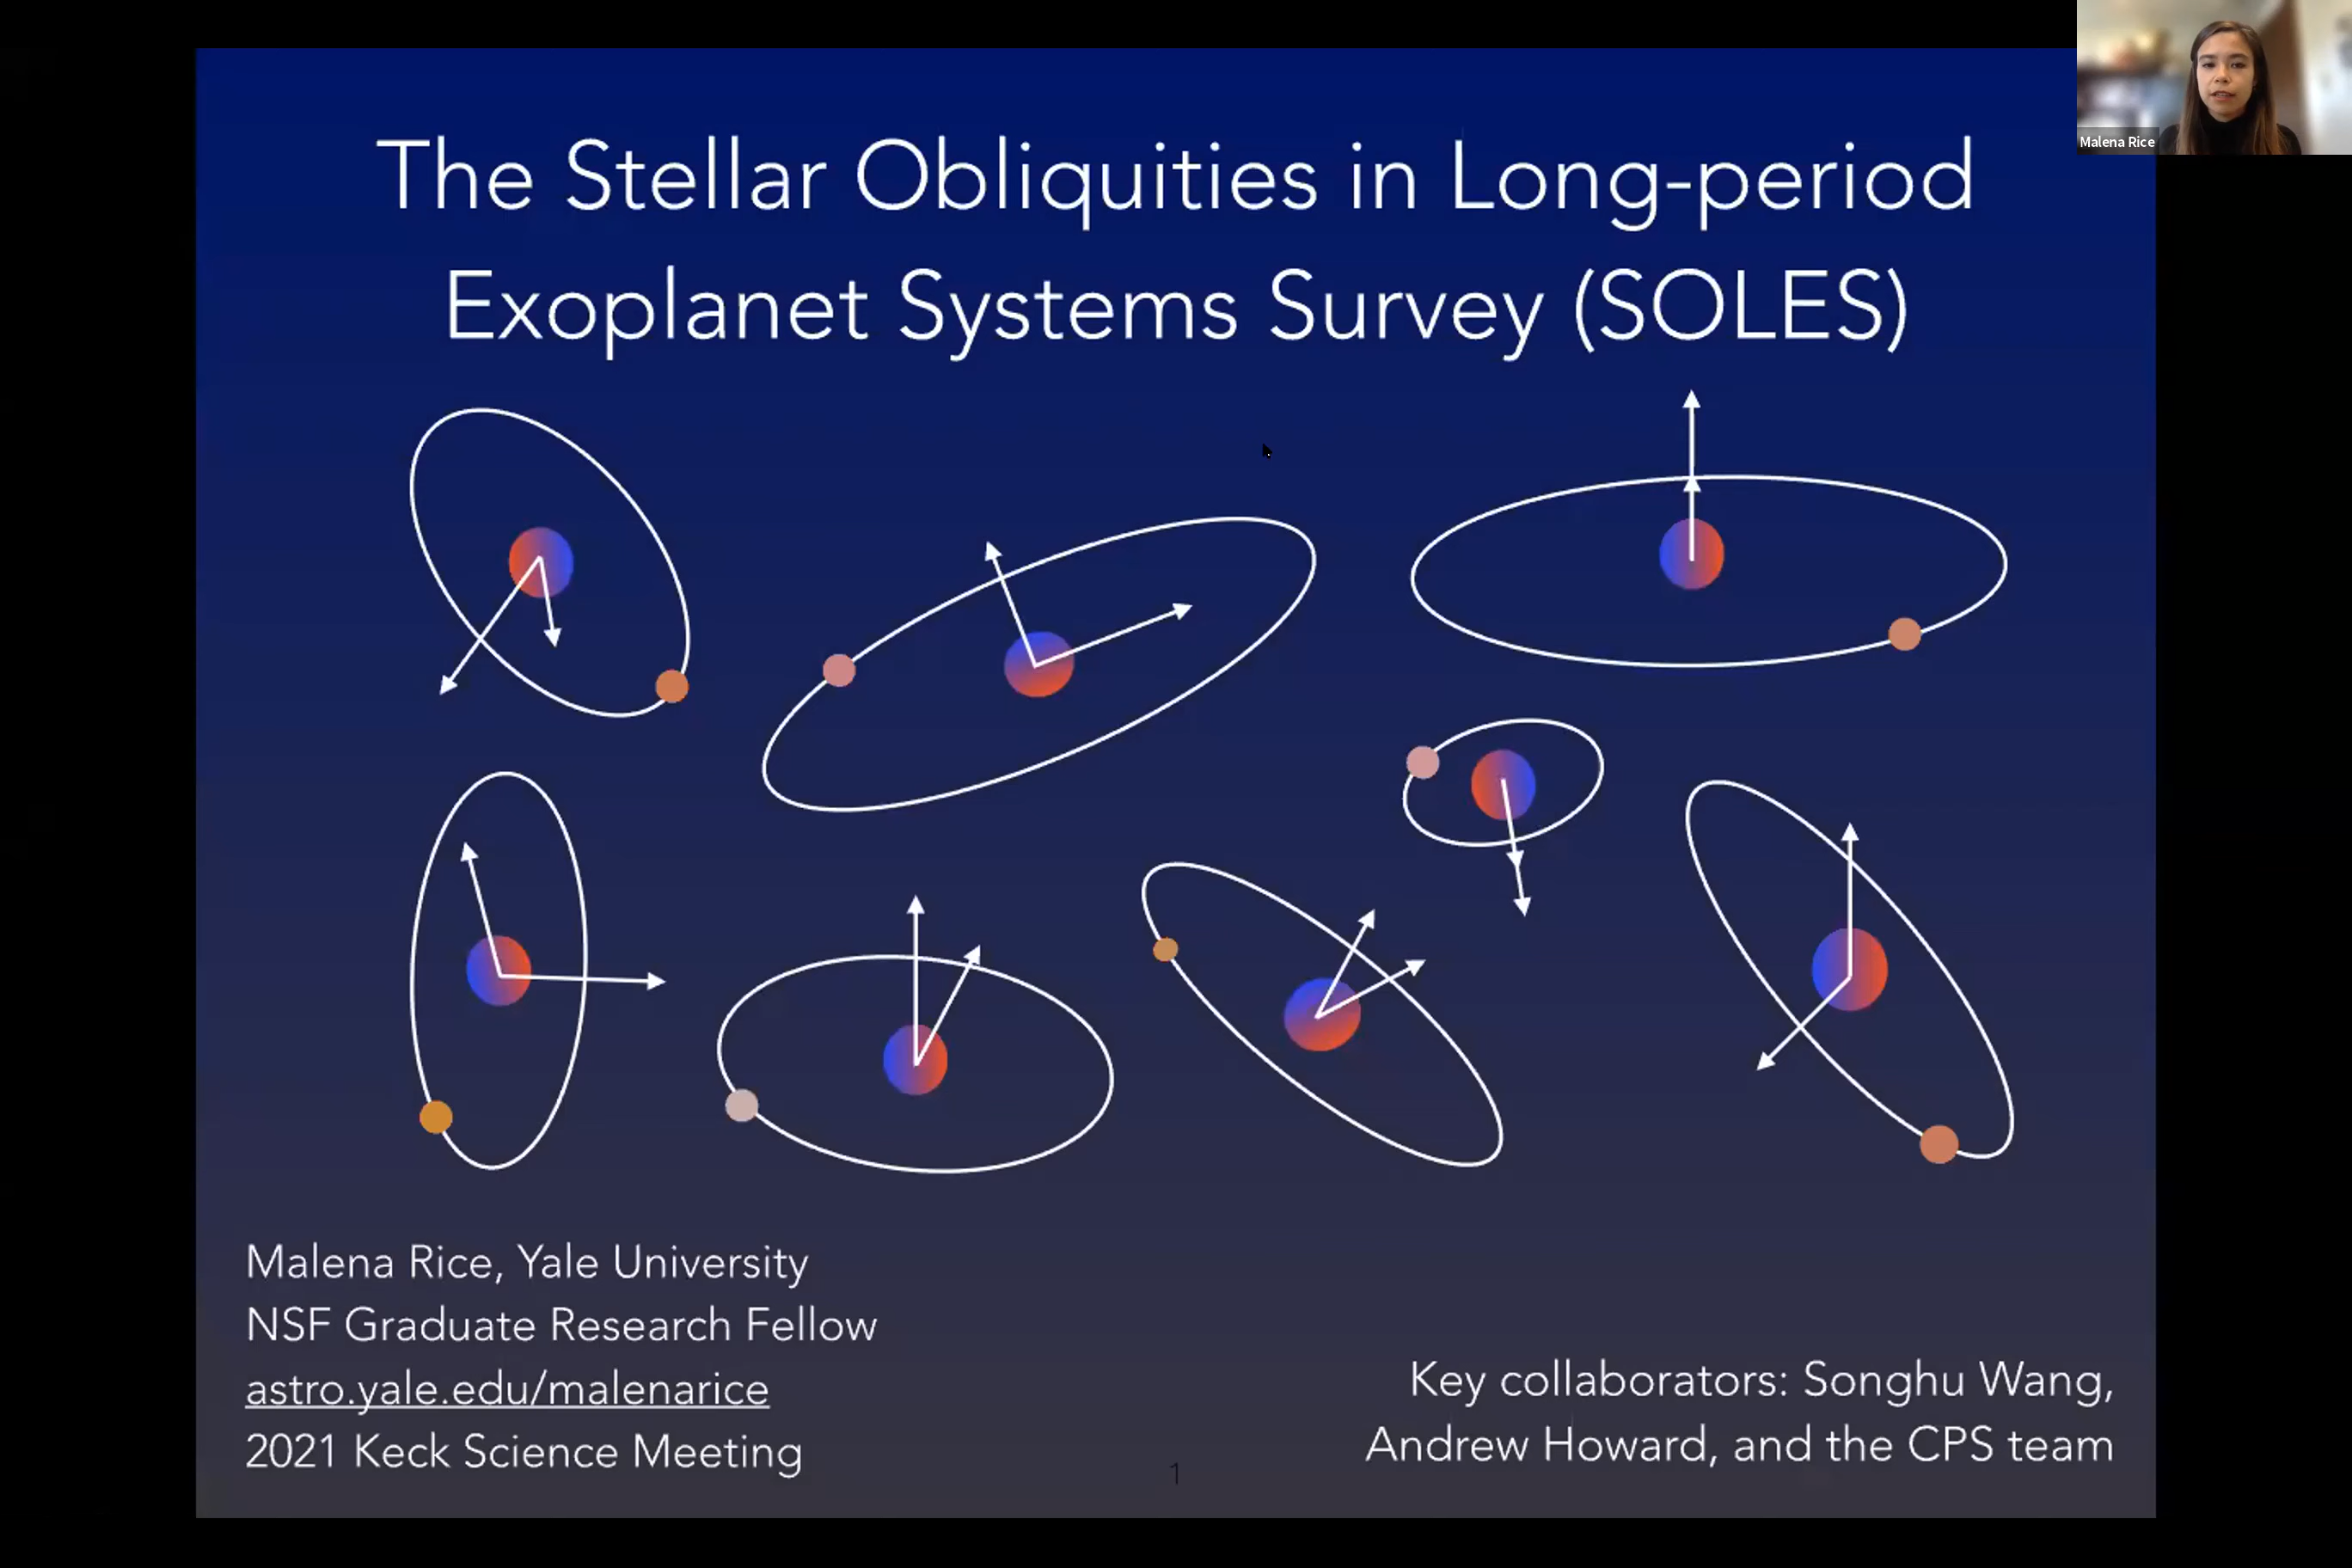 The Stellar Obliquities in Long-period
Exoplanet Systems Survey (SOLES)
Malena Rice
Malena Rice, Yale University
NSF Graduate Research Fellow
astro.yale.edu/malenarice
2021 Keck Science Meeting
1
Key collaborators: Songhu Wang,
Andrew Howard, and the CPS team